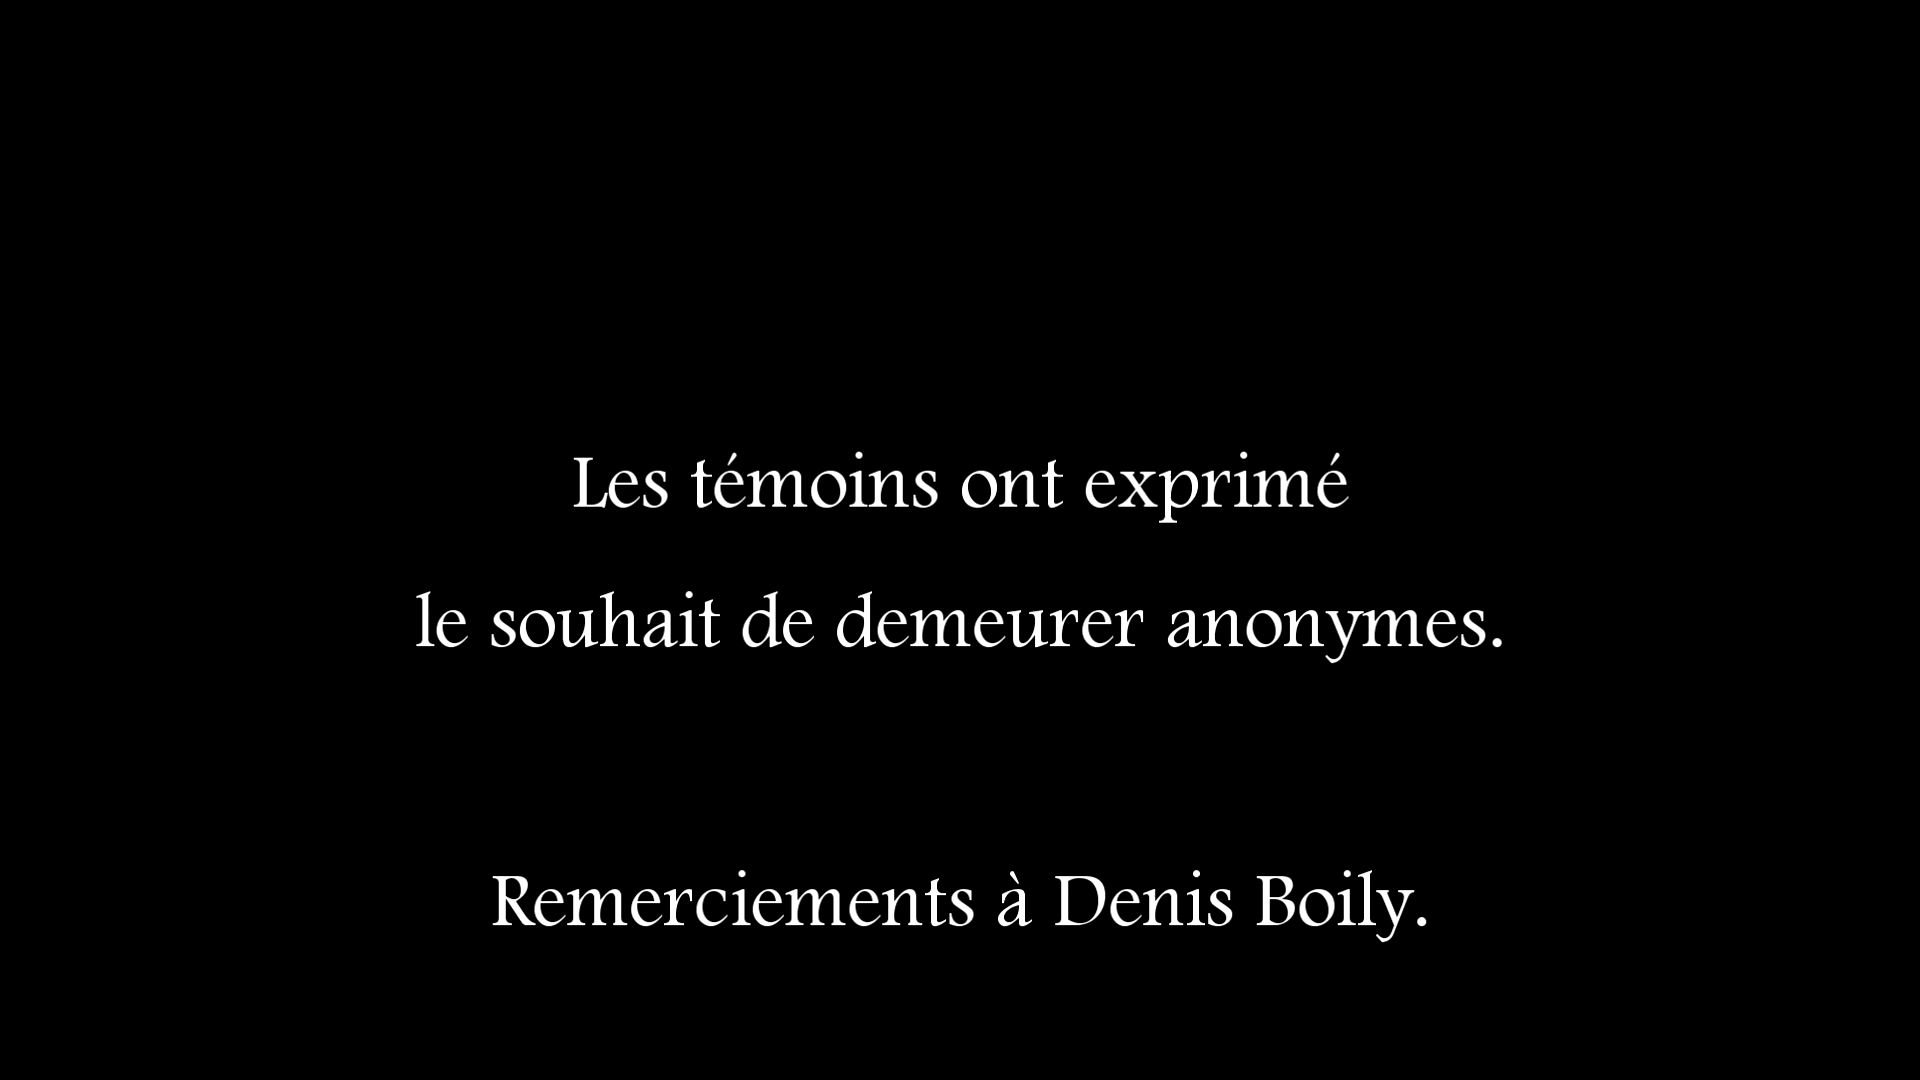 Les témoins ont exprimé
le souhait de demeurer anonymes.
Remerciements à Denis Boily.